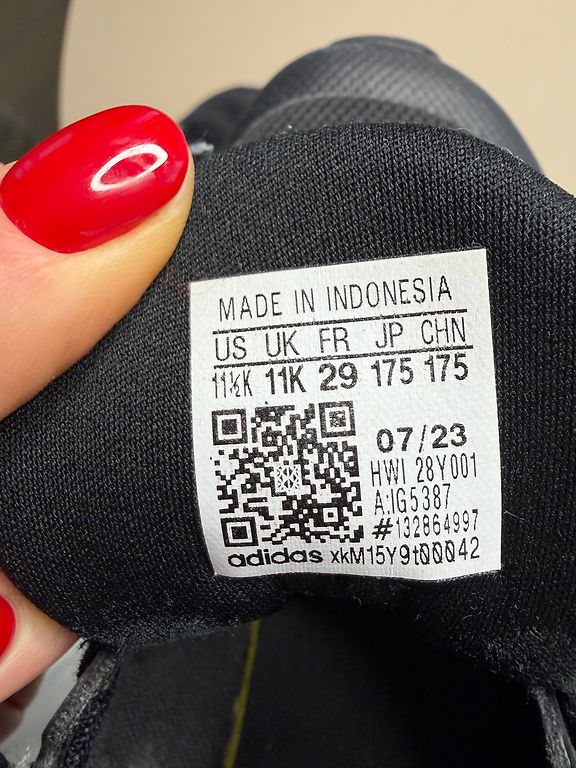 MADE IN INDONESIA
US UK FR JP CHN
11½K 11K 29 175 175
07/23
HWI 28Y001
A:IG5387
#132864997
adidas xkM15Y9t00042